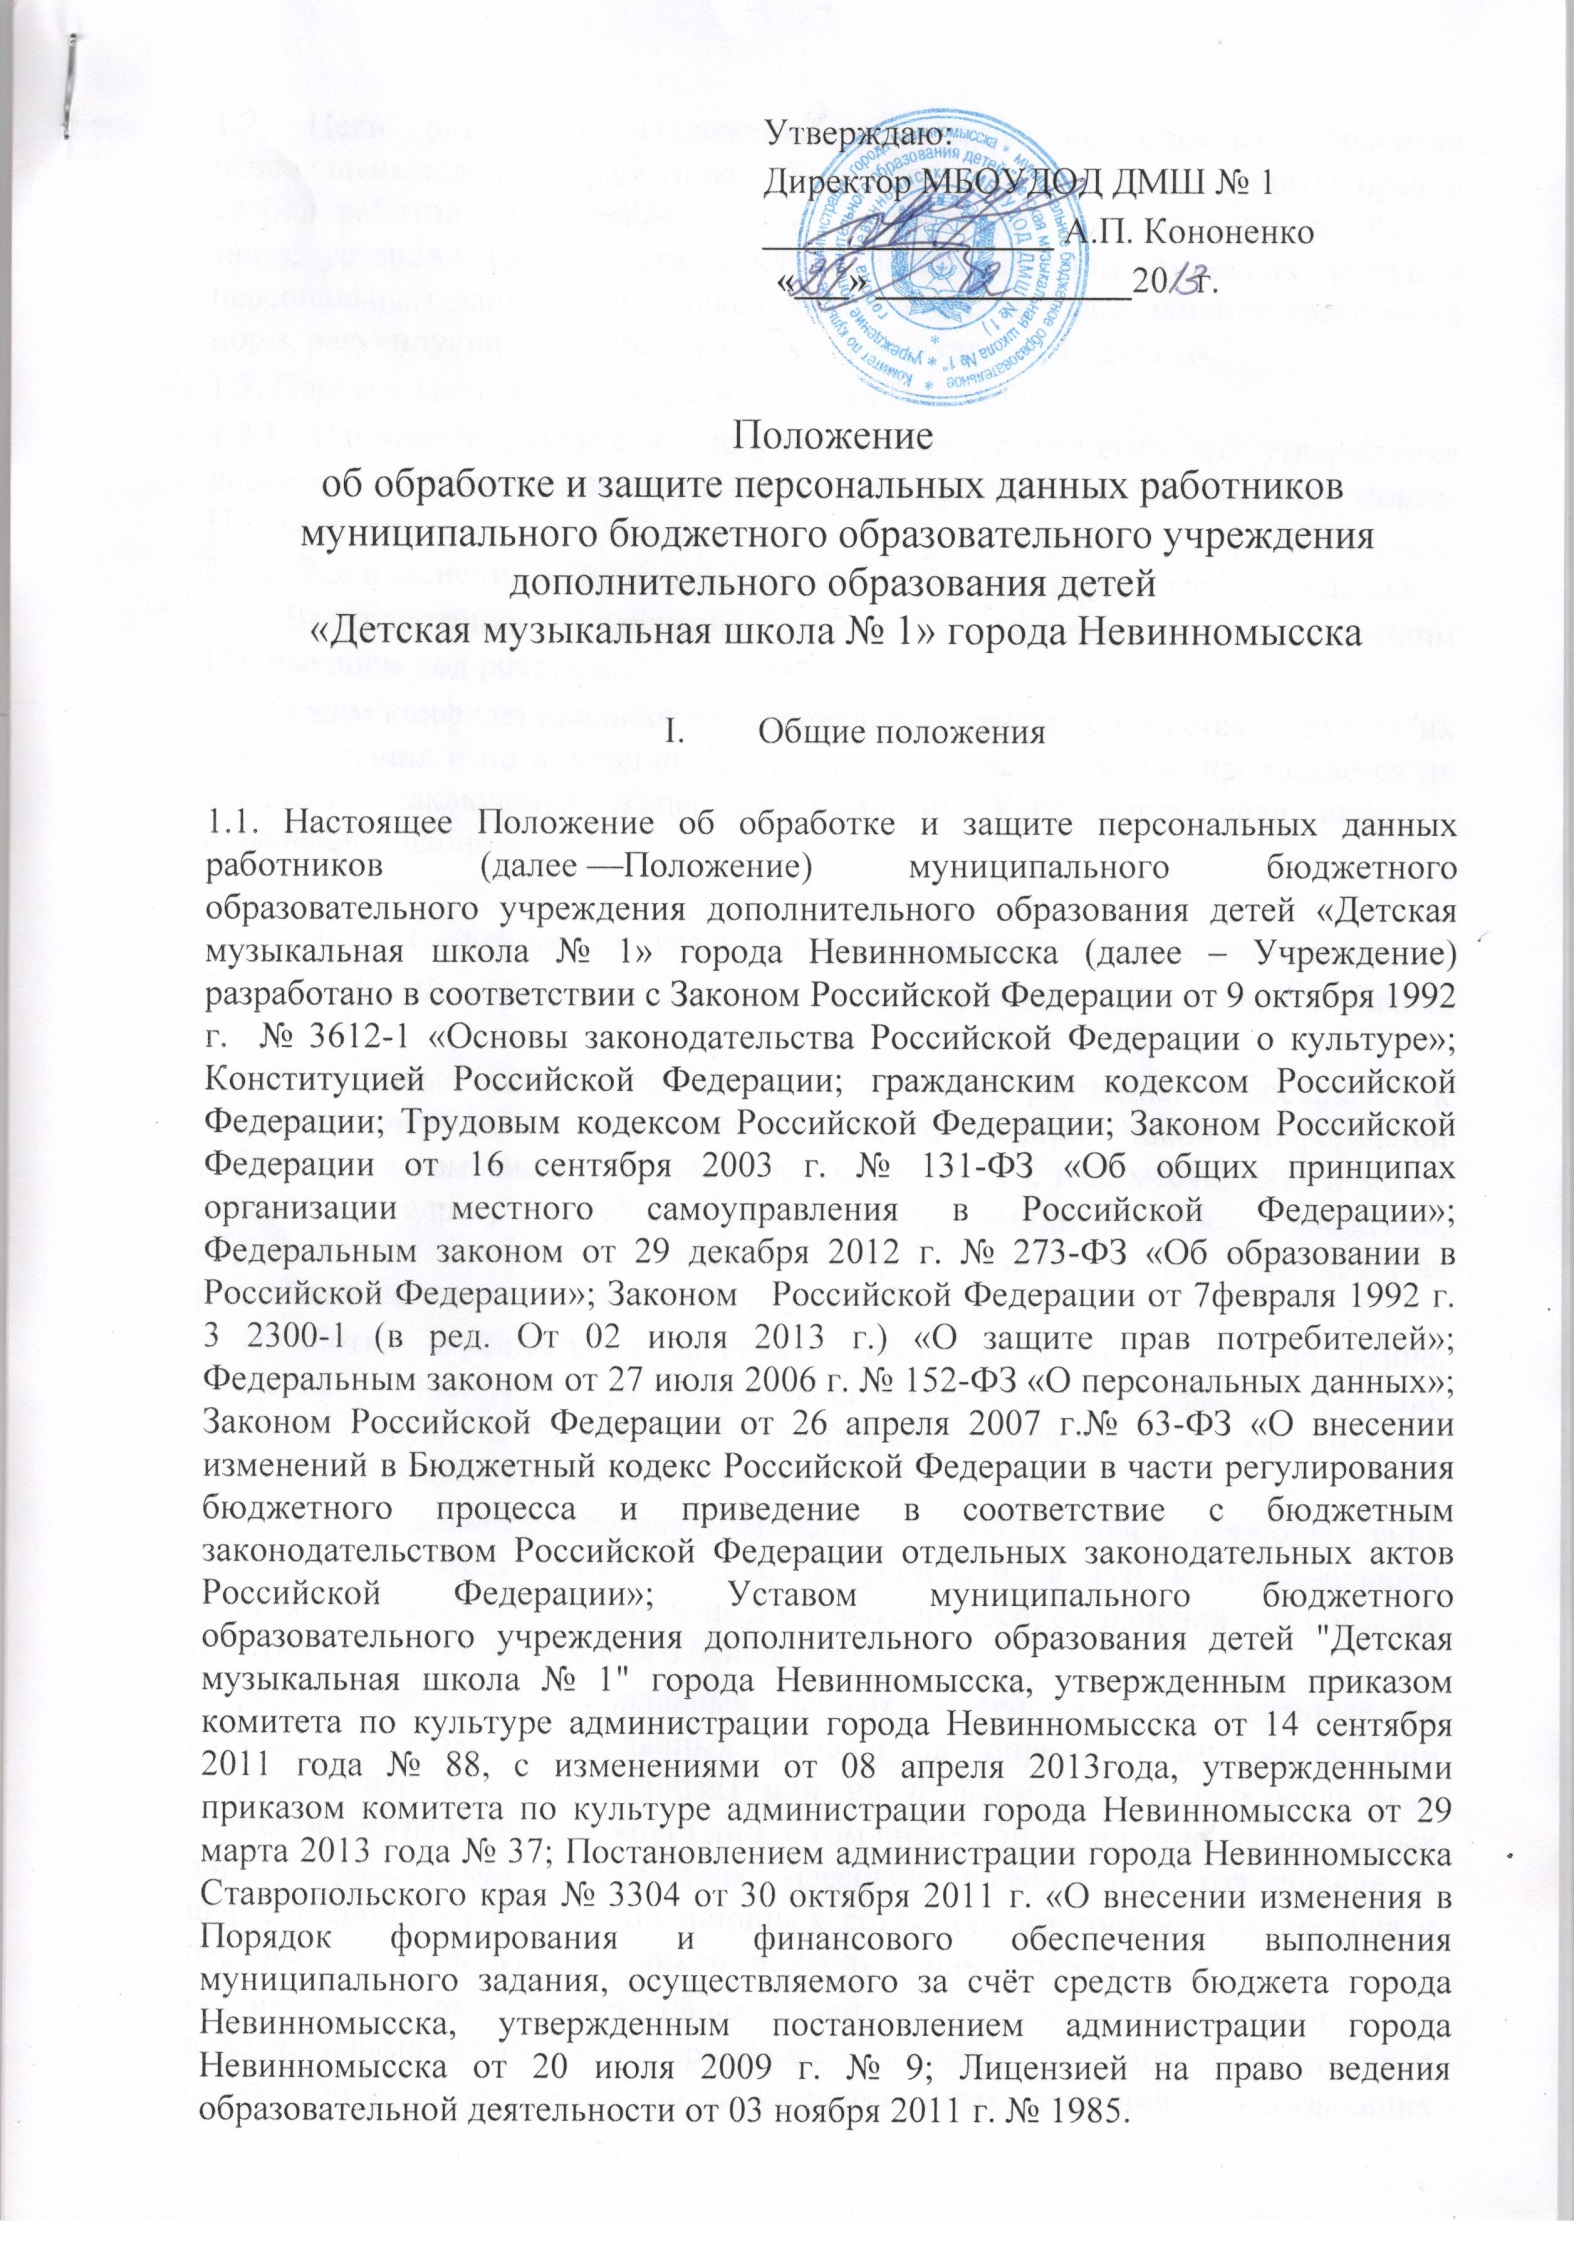 Утверждаю:
Директор МБОУДОД ДМШ № 1
________________ А.П. Кононенко
«___» ______________2013г.
Положение
об обработке и защите персональных данных работников
муниципального бюджетного образовательного учреждения
дополнительного образования детей
«Детская музыкальная школа № 1» города Невинномысска
I. Общие положения
1.1. Настоящее Положение об обработке и защите персональных данных
работников (далее —Положение) муниципального бюджетного
образовательного учреждения дополнительного образования детей «Детская
музыкальная школа № 1» города Невинномысска (далее – Учреждение)
разработано в соответствии с Законом Российской Федерации от 9 октября 1992
г. № 3612-1 «Основы законодательства Российской Федерации о культуре»;
Конституцией Российской Федерации; гражданским кодексом Российской
Федерации; Трудовым кодексом Российской Федерации; Законом Российской
Федерации от 16 сентября 2003 г. № 131-ФЗ «Об общих принципах
организации местного самоуправления в Российской Федерации»;
Федеральным законом от 29 декабря 2012 г. № 273-ФЗ «Об образовании в
Российской Федерации»; Законом Российской Федерации от 7февраля 1992 г.
3 2300-1 (в ред. От 02 июля 2013 г.) «О защите прав потребителей»;
Федеральным законом от 27 июля 2006 г. № 152-ФЗ «О персональных данных»;
Законом Российской Федерации от 26 апреля 2007 г.№ 63-ФЗ «О внесении
изменений в Бюджетный кодекс Российской Федерации в части регулирования
бюджетного процесса и приведение в соответствие с бюджетным
законодательством Российской Федерации отдельных законодательных актов
Российской Федерации»; Уставом муниципального бюджетного
образовательного учреждения дополнительного образования детей "Детская
музыкальная школа № 1" города Невинномысска, утвержденным приказом
комитета по культуре администрации города Невинномысска от 14 сентября
2011 года № 88, с изменениями от 08 апреля 2013года, утвержденными
приказом комитета по культуре администрации города Невинномысска от 29
марта 2013 года № 37; Постановлением администрации города Невинномысска
Ставропольского края № 3304 от 30 октября 2011 г. «О внесении изменения в
Порядок формирования и финансового обеспечения выполнения
муниципального задания, осуществляемого за счёт средств бюджета города
Невинномысска, утвержденным постановлением администрации города
Невинномысска от 20 июля 2009 г. № 9; Лицензией на право ведения
образовательной деятельности от 03 ноября 2011 г. № 1985.